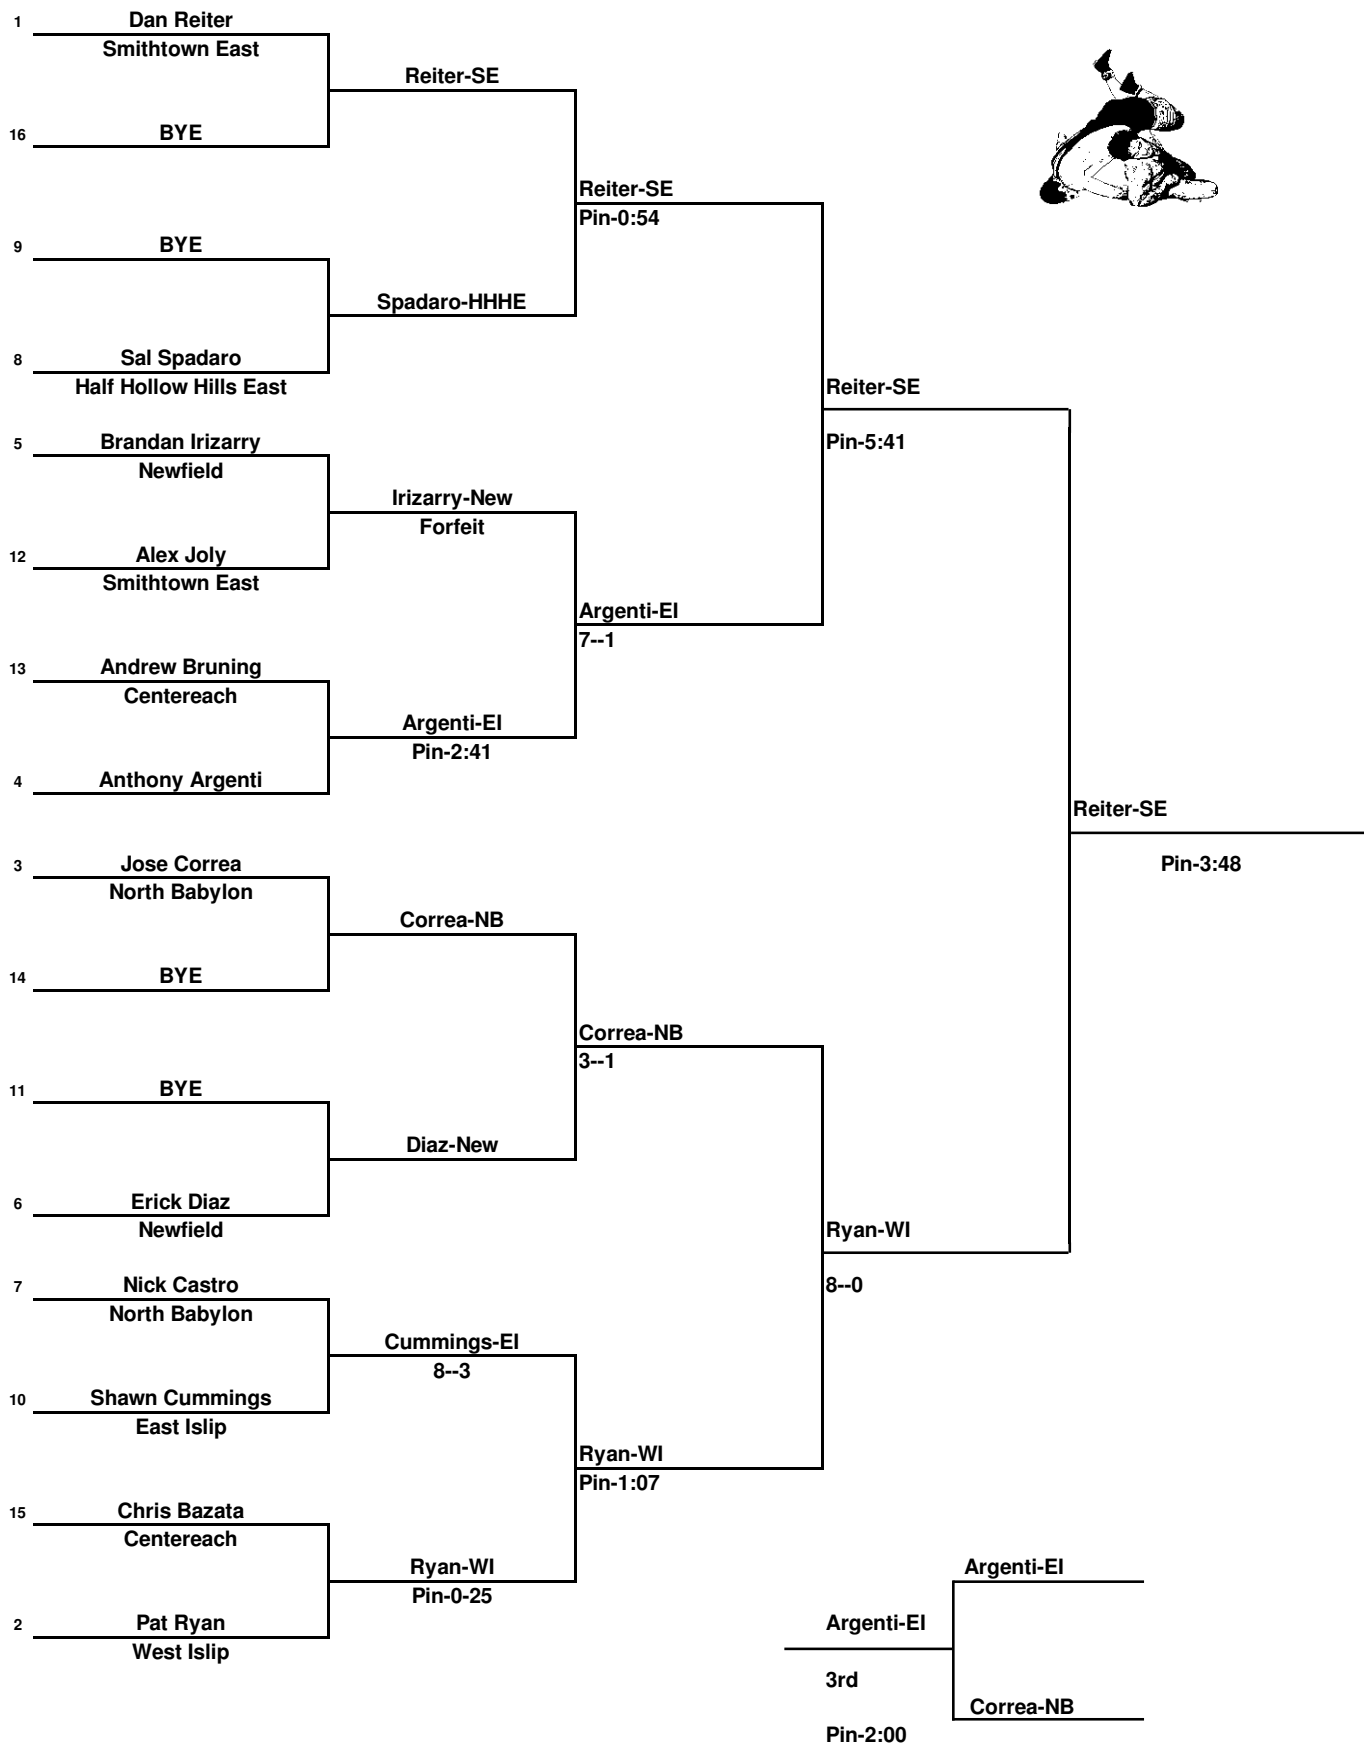 1
Dan Reiter
Smithtown East
Reiter-SE
16
BYE
Reiter-SE
Pin-0:54
9
BYE
Spadaro-HHHE
8
Sal Spadaro
Half Hollow Hills East
Reiter-SE
Pin-5:41
5
Brandan Irizarry
Newfield
Irizarry-New
Forfeit
12
Alex Joly
Smithtown East
Argenti-EI
7--1
13
Andrew Bruning
Centereach
Argenti-EI
Pin-2:41
4
Anthony Argenti
Reiter-SE
Pin-3:48
3
Jose Correa
North Babylon
Correa-NB
14
BYE
Correa-NB
3--1
11
BYE
Diaz-New
6
Erick Diaz
Newfield
Ryan-WI
8--0
7
Nick Castro
North Babylon
Cummings-EI
8--3
10
Shawn Cummings
East Islip
Ryan-WI
Pin-1:07
15
Chris Bazata
Centereach
Ryan-WI
Pin-0-25
2
Pat Ryan
West Islip
Argenti-EI
Argenti-EI
3rd
Correa-NB
Pin-2:00